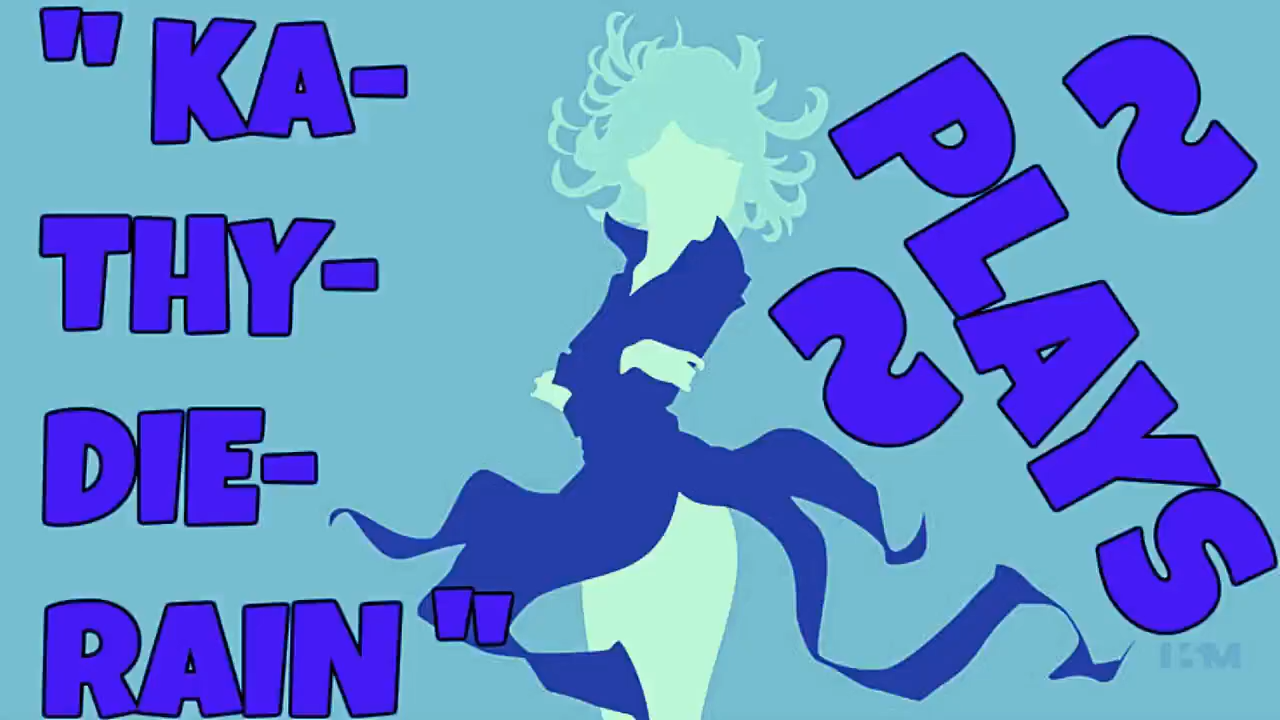 " KA-
THY-
DIE-
RAIN "
~
PLAYS
~